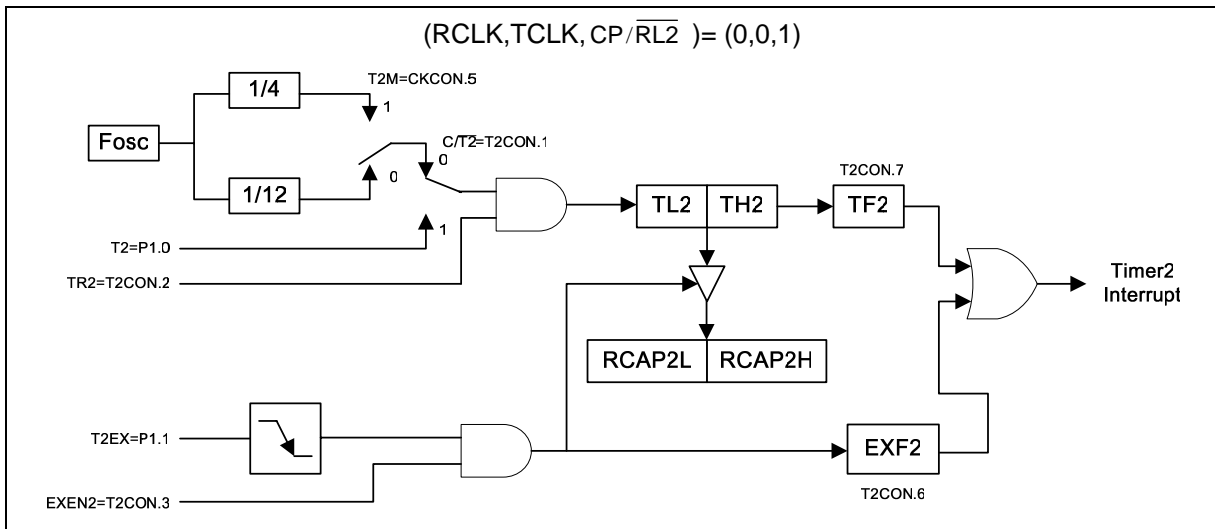 (RCLK,TCLK, CP/R̅L̅2̅ )= (0,0,1)
T2M=CKCON.5
1/4
1
Fosc
C/T̅2̅=T2CON.1
0
0
1/12
T2CON.7
TL2 TH2
TF2
1
T2=P1.0
TR2=T2CON.2
Timer2
Interrupt
RCAP2L RCAP2H
T2EX=P1.1
EXF2
EXEN2=T2CON.3
T2CON.6